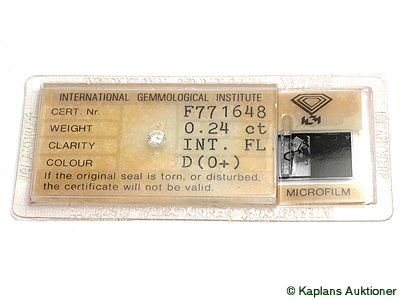 INTERNATIONAL GEMMOLOGICAL INSTITUTE
CERT. Nr. F771648
WEIGHT 0.24 ct
CLARITY INT. FL
COLOUR D(0+)
If the original seal is torn, or disturbed,
the certificate will not be valid.
IGI
MICROFILM
© Kaplans Auktioner